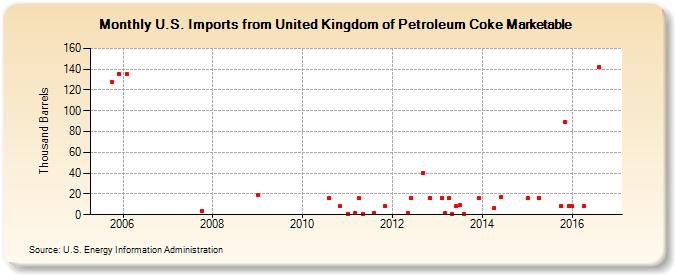 Monthly U.S. Imports from United Kingdom of Petroleum Coke Marketable
Thousand Barrels
160
140
120
100
80
60
40
20
0
2006 2008 2010 2012 2014 2016
Source: U.S. Energy Information Administration